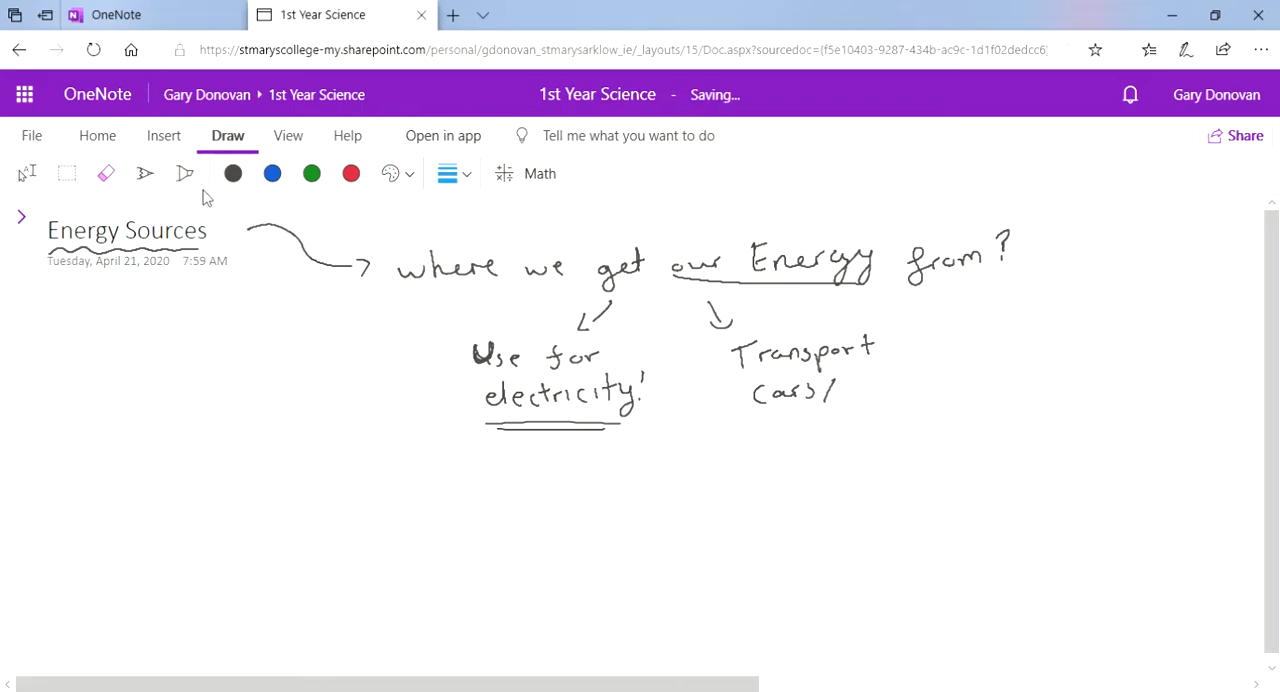 OneNote
1st Year Science
https://stmaryscollege-my.sharepoint.com/personal/gdonovan_stmarysarklow_ie/_layouts/15/Doc.aspx?sourcedoc={f5e10403-9287-434b-ac9c-1d1f02dedcc6}
OneNote Gary Donovan 1st Year Science 1st Year Science - Saving... Gary Donovan
File Home Insert Draw View Help Open in app Tell me what you want to do Share
Math
Energy Sources
Tuesday, April 21, 2020 7:59 AM
where we get our Energy from?
Use for
electricity!
Transport
cars/